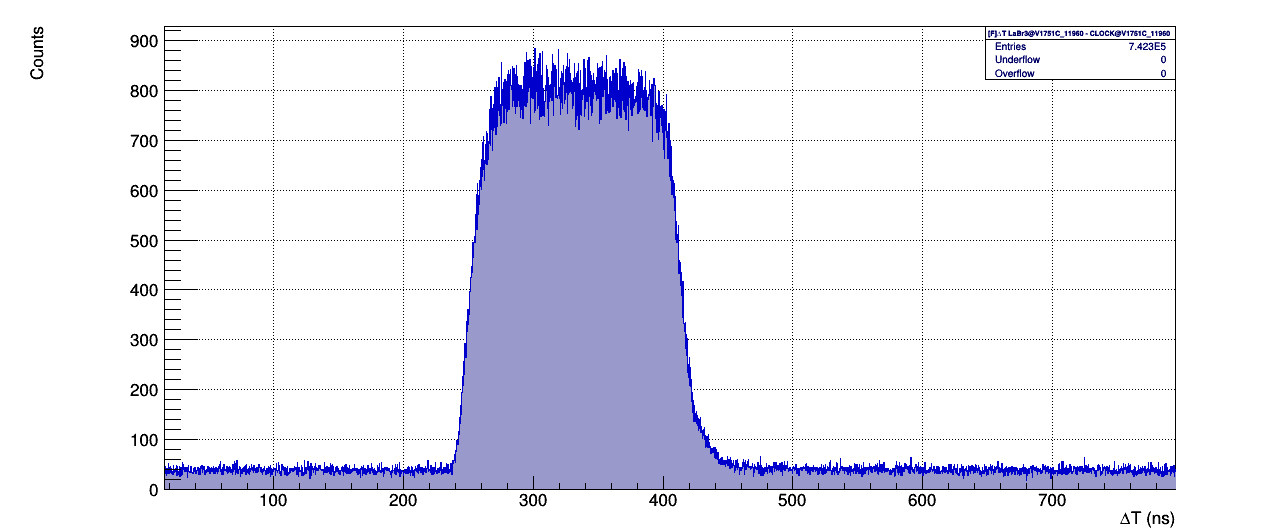 Counts
[F]ΔT LaBr3@V1751C_11960 - CLOCK@V1751C_11960
Entries 7.423E5
Underflow 0
Overflow 0
900
800
700
600
500
400
300
200
100
0
100 200 300 400 500 600 700
ΔT (ns)